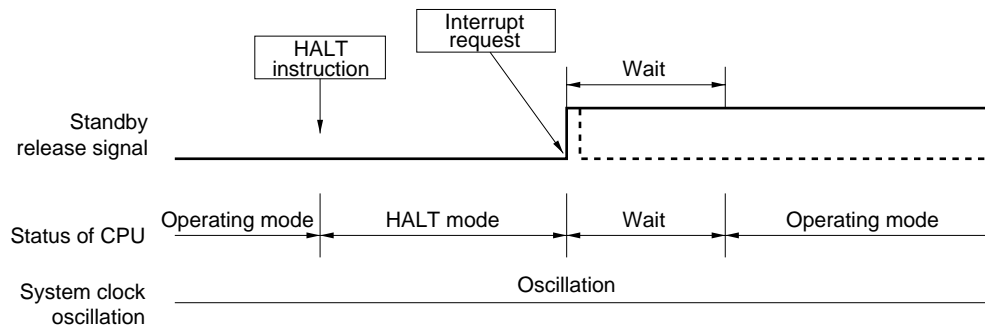 Interrupt
request
HALT
instruction
Wait
Standby
release signal
Operating mode
HALT mode
Wait
Operating mode
Status of CPU
Oscillation
System clock
oscillation